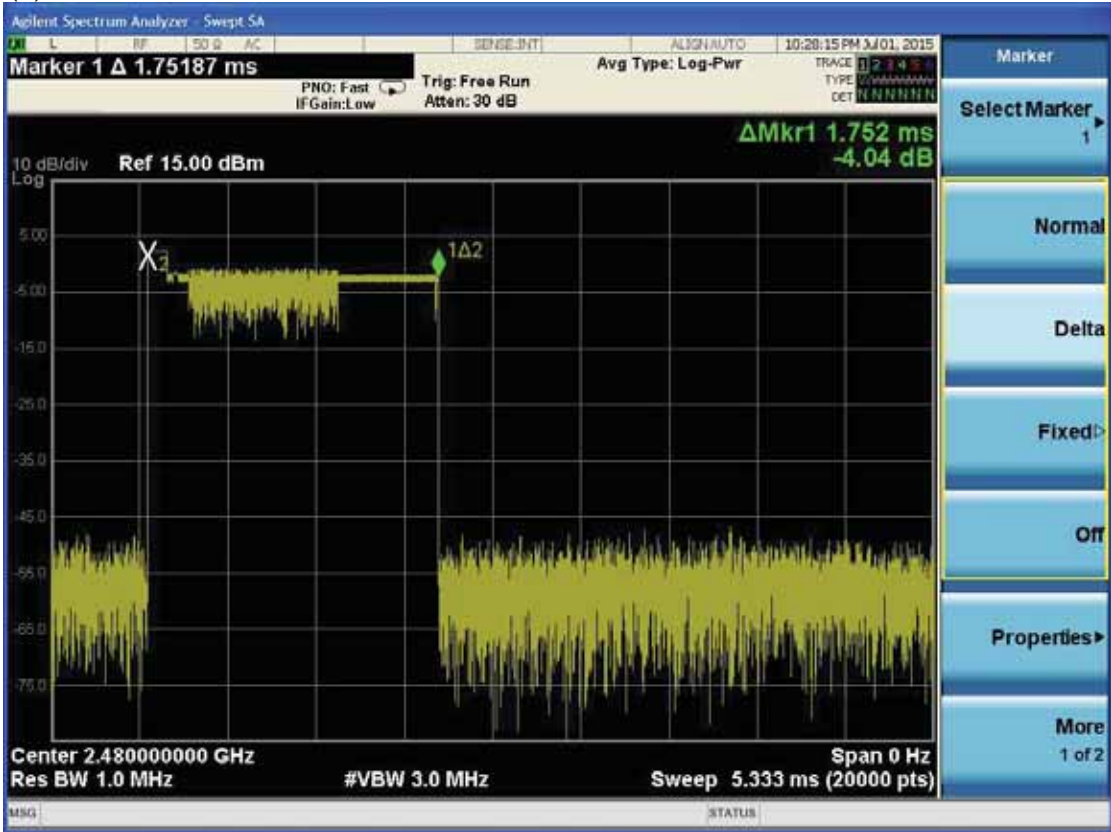 Agilent Spectrum Analyzer - Swept SA
LXI L RF 50 Ω AC SENSE:INT ALIGN AUTO 10:28:15 PM Jul 01, 2015
Marker 1 Δ 1.75187 ms
PNO: Fast
IFGain:Low
Trig: Free Run
Atten: 30 dB
Avg Type: Log-Pwr
TRACE 1 2 3 4 5 6
TYPE
DET N N N N N N
ΔMkr1 1.752 ms
-4.04 dB
10 dB/div Ref 15.00 dBm
Log
5.00
-5.00
-15.0
-25.0
-35.0
-45.0
-55.0
-65.0
-75.0
X2
1Δ2
Center 2.480000000 GHz Span 0 Hz
Res BW 1.0 MHz #VBW 3.0 MHz Sweep 5.333 ms (20000 pts)
MSG STATUS
Marker
Select Marker
1
Normal
Delta
Fixed
Off
Properties
More
1 of 2